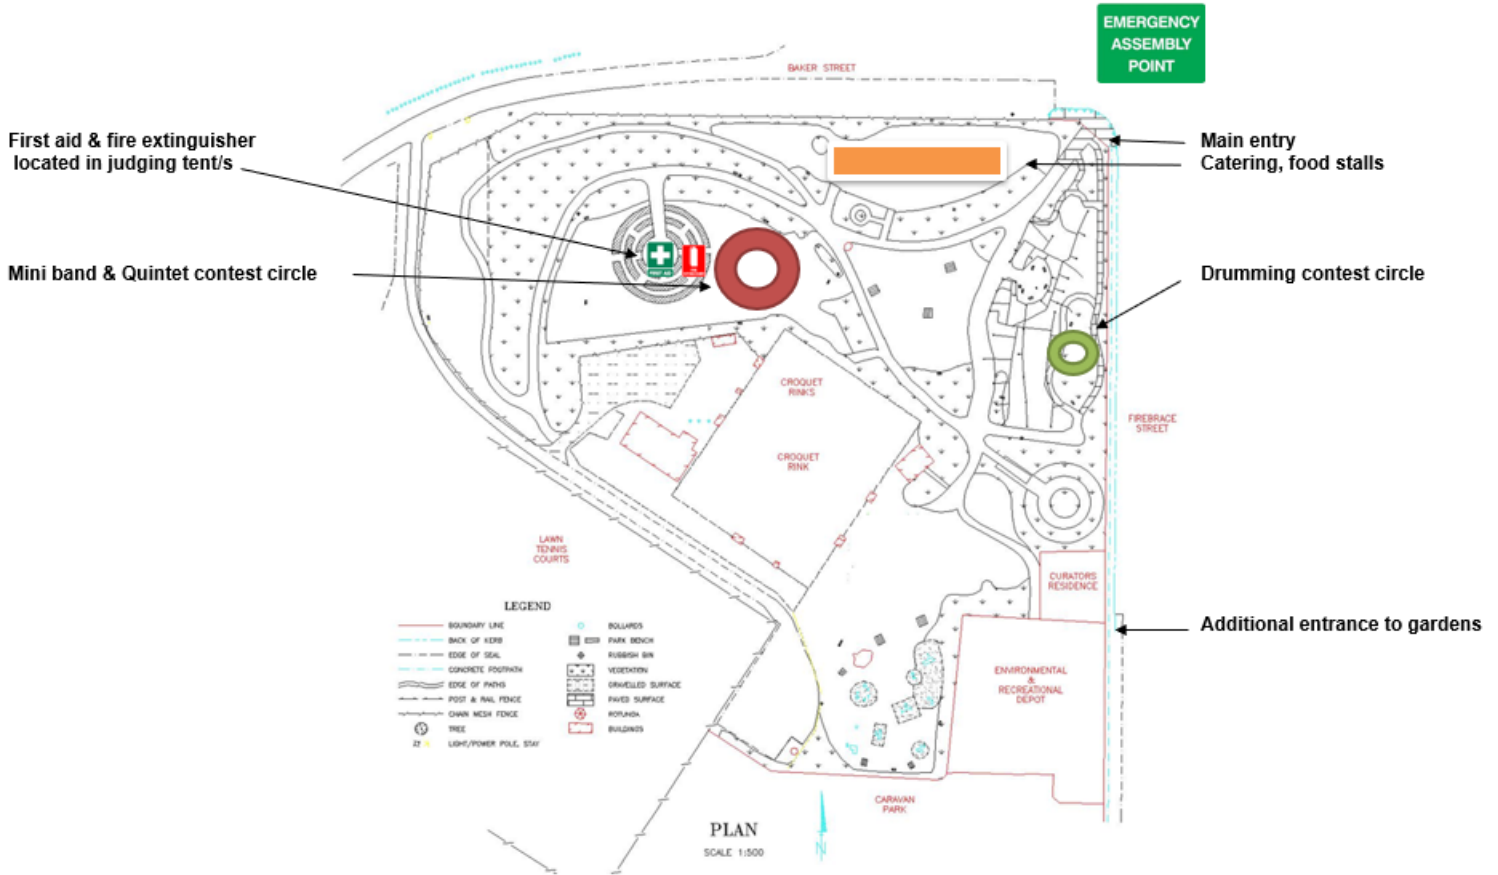 EMERGENCY
ASSEMBLY
POINT
BAKER STREET
First aid & fire extinguisher
located in judging tent/s
Main entry
Catering, food stalls
FIRST AID
Mini band & Quintet contest circle
Drumming contest circle
CROQUET
RINKS
FIREBRACE
STREET
CROQUET
RINK
LAWN
TENNIS
COURTS
CURATORS
RESIDENCE
Additional entrance to gardens
ENVIRONMENTAL
&
RECREATIONAL
DEPOT
LEGEND
BOUNDARY LINE
BACK OF KERB
EDGE OF SEAL
CONCRETE FOOTPATH
EDGE OF PATHS
POST & RAIL FENCE
CHAIN MESH FENCE
TREE
LIGHT/POWER POLE, STAY
BOLLARDS
PARK BENCH
RUBBISH BIN
VEGETATION
GRAVELLED SURFACE
PAVED SURFACE
ROTUNDA
BUILDINGS
CARAVAN
PARK
PLAN
SCALE 1:500
N